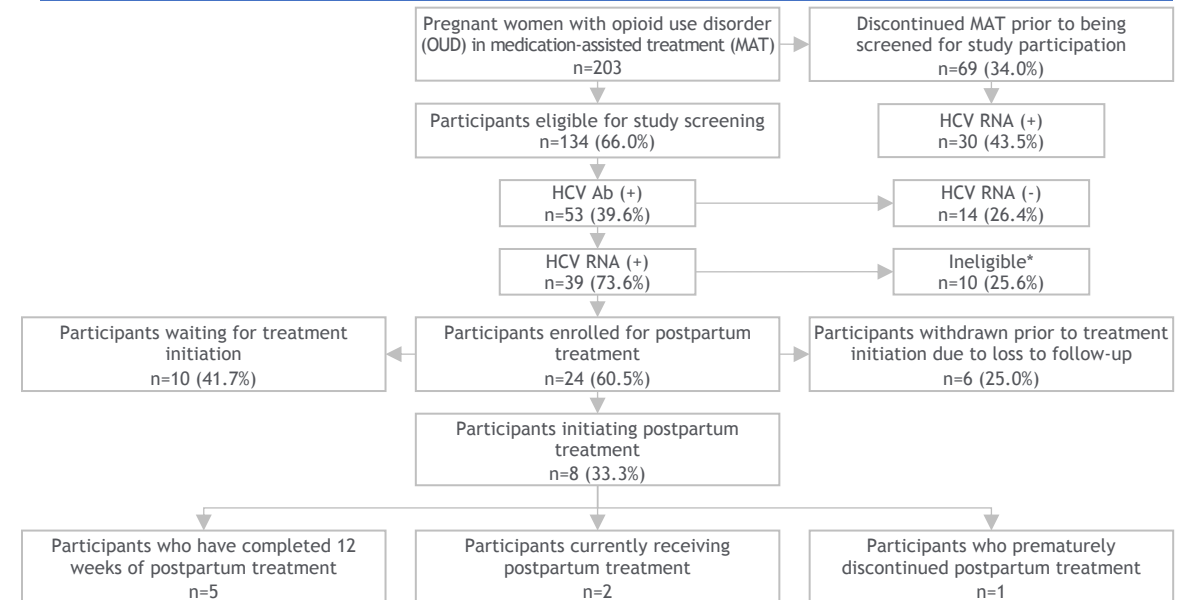 Pregnant women with opioid use disorder
(OUD) in medication-assisted treatment (MAT)
n=203
Discontinued MAT prior to being
screened for study participation
n=69 (34.0%)
Participants eligible for study screening
n=134 (66.0%)
HCV RNA (+)
n=30 (43.5%)
HCV Ab (+)
n=53 (39.6%)
HCV RNA (-)
n=14 (26.4%)
HCV RNA (+)
n=39 (73.6%)
Ineligible*
n=10 (25.6%)
Participants waiting for treatment
initiation
n=10 (41.7%)
Participants enrolled for postpartum
treatment
n=24 (60.5%)
Participants withdrawn prior to treatment
initiation due to loss to follow-up
n=6 (25.0%)
Participants initiating postpartum
treatment
n=8 (33.3%)
Participants who have completed 12
weeks of postpartum treatment
n=5
Participants currently receiving
postpartum treatment
n=2
Participants who prematurely
discontinued postpartum treatment
n=1